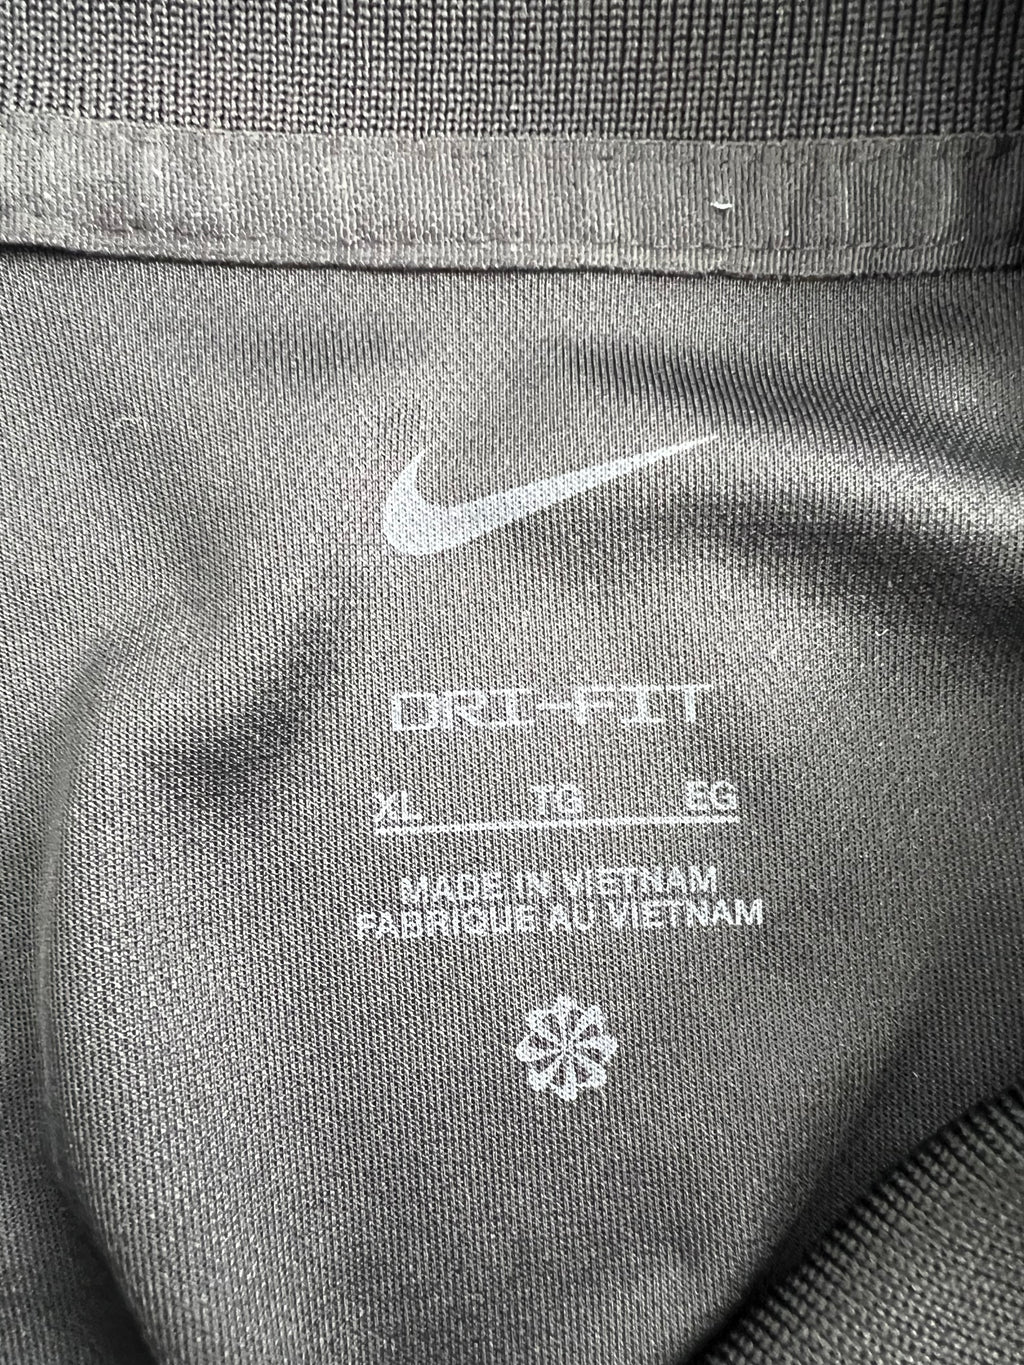 DRI-FIT
XL TG EG
MADE IN VIETNAM
FABRIQUE AU VIETNAM